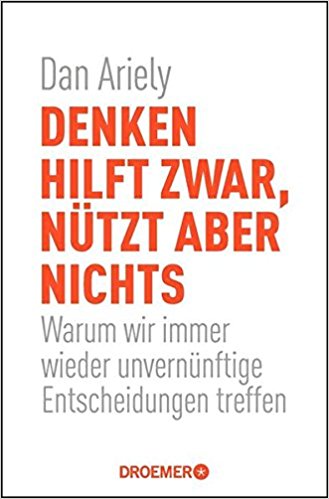 Dan Ariely
DENKEN
HILFT ZWAR,
NÜTZT ABER
NICHTS
Warum wir immer
wieder unvernünftige
Entscheidungen treffen
DROEMER